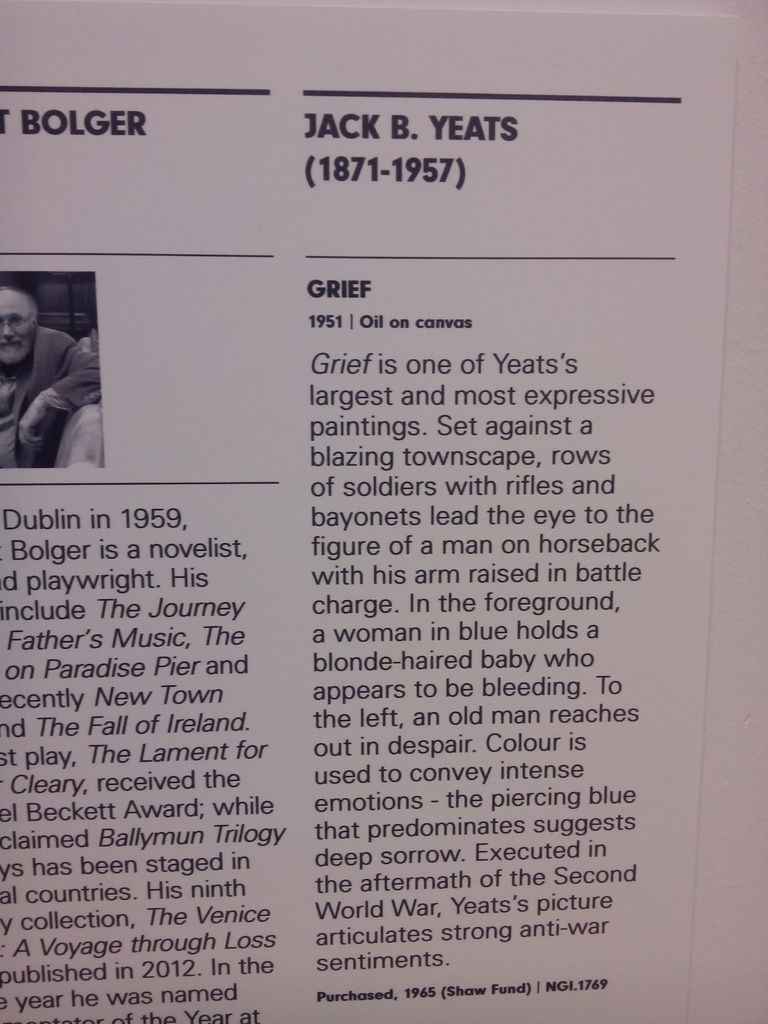 BOLGER
Dublin in 1959,
Bolger is a novelist,
playwright. His
include The Journey
Father's Music, The
on Paradise Pier and
New Town
The Fall of Ireland.
play, The Lament for
Cleary, received the
Beckett Award; while
Ballymun Trilogy
has been staged in
countries. His ninth
collection, The Venice
: A Voyage through Loss
published in 2012. In the
year he was named
of the Year at
JACK B. YEATS
(1871-1957)
GRIEF
1951 | Oil on canvas
Grief is one of Yeats's
largest and most expressive
paintings. Set against a
blazing townscape, rows
of soldiers with rifles and
bayonets lead the eye to the
figure of a man on horseback
with his arm raised in battle
charge. In the foreground,
a woman in blue holds a
blonde-haired baby who
appears to be bleeding. To
the left, an old man reaches
out in despair. Colour is
used to convey intense
emotions - the piercing blue
that predominates suggests
deep sorrow. Executed in
the aftermath of the Second
World War, Yeats's picture
articulates strong anti-war
sentiments.
Purchased, 1965 (Shaw Fund) | NGI.1769